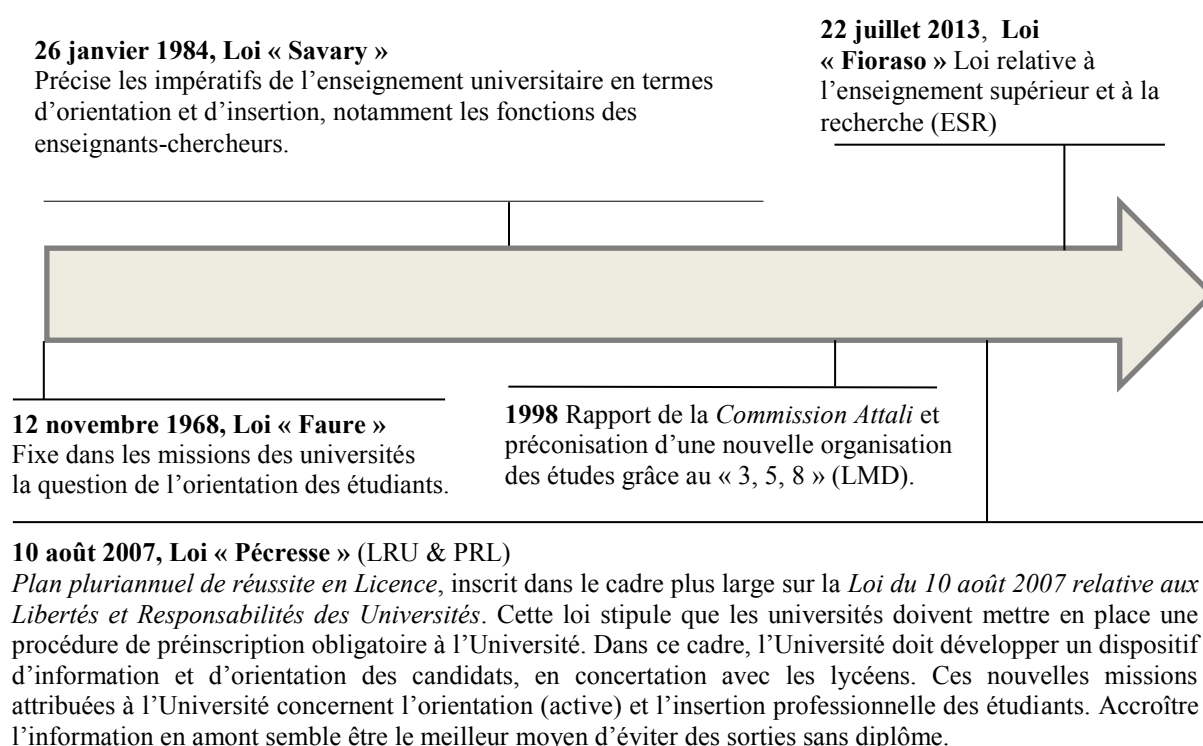 26 janvier 1984, Loi « Savary »
Précise les impératifs de l'enseignement universitaire en termes
d'orientation et d'insertion, notamment les fonctions des
enseignants-chercheurs.
22 juillet 2013, Loi
« Fioraso » Loi relative à
l'enseignement supérieur et à la
recherche (ESR)
12 novembre 1968, Loi « Faure »
Fixe dans les missions des universités
la question de l'orientation des étudiants.
1998 Rapport de la Commission Attali et
préconisation d'une nouvelle organisation
des études grâce au « 3, 5, 8 » (LMD).
10 août 2007, Loi « Pécresse » (LRU & PRL)
Plan pluriannuel de réussite en Licence, inscrit dans le cadre plus large sur la Loi du 10 août 2007 relative aux
Libertés et Responsabilités des Universités. Cette loi stipule que les universités doivent mettre en place une
procédure de préinscription obligatoire à l'Université. Dans ce cadre, l'Université doit développer un dispositif
d'information et d'orientation des candidats, en concertation avec les lycéens. Ces nouvelles missions
attribuées à l'Université concernent l'orientation (active) et l'insertion professionnelle des étudiants. Accroître
l'information en amont semble être le meilleur moyen d'éviter des sorties sans diplôme.